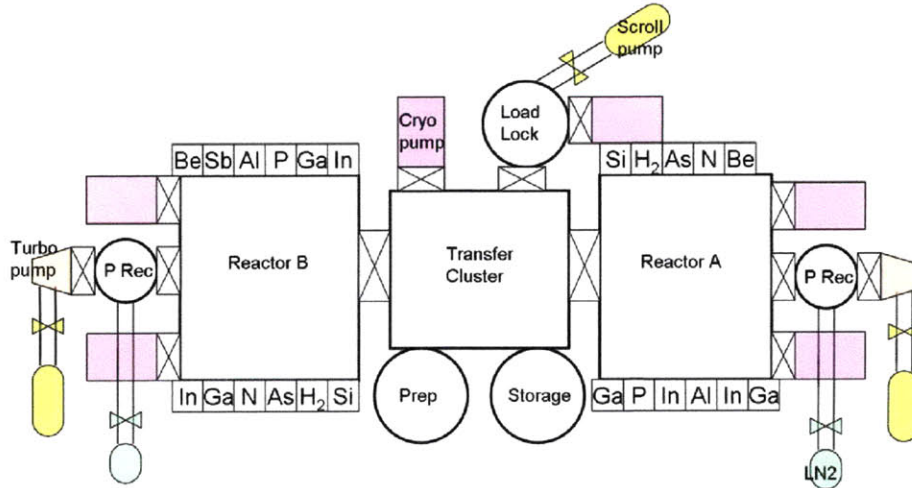 Scroll
pump
Cryo
pump
Load
Lock
Be Sb Al P Ga In
Si H₂ As N Be
Turbo
pump
P Rec
Reactor B
Transfer
Cluster
Reactor A
P Rec
In Ga N As H₂ Si
Prep
Storage
Ga P In Al In Ga
LN2